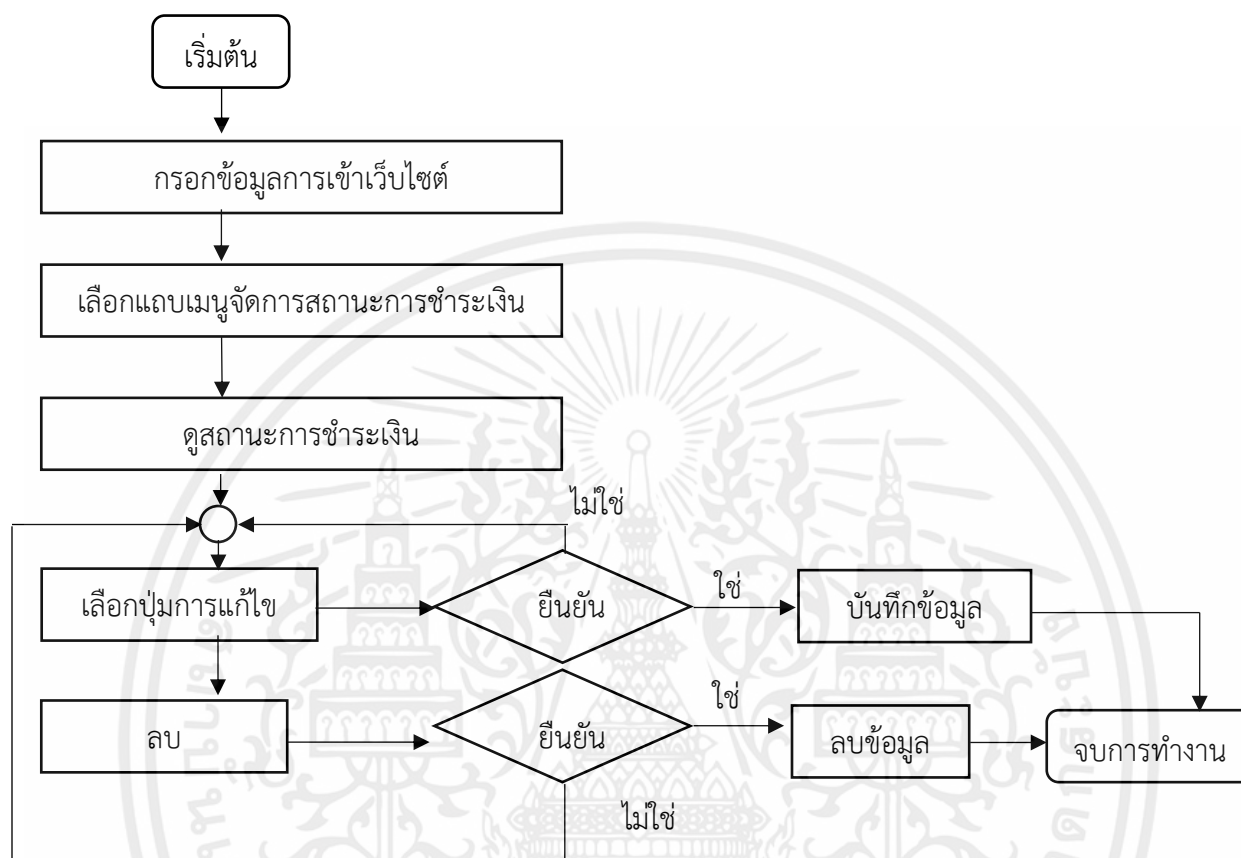 เริ่มต้น
กรอกข้อมูลการเข้าเว็บไซต์
เลือกแถบเมนูจัดการสถานะการชำระเงิน
ดูสถานะการชำระเงิน
ไม่ใช่
เลือกปุ่มการแก้ไข
ยืนยัน
ใช่
บันทึกข้อมูล
ลบ
ยืนยัน
ใช่
ลบข้อมูล
จบการทำงาน
ไม่ใช่